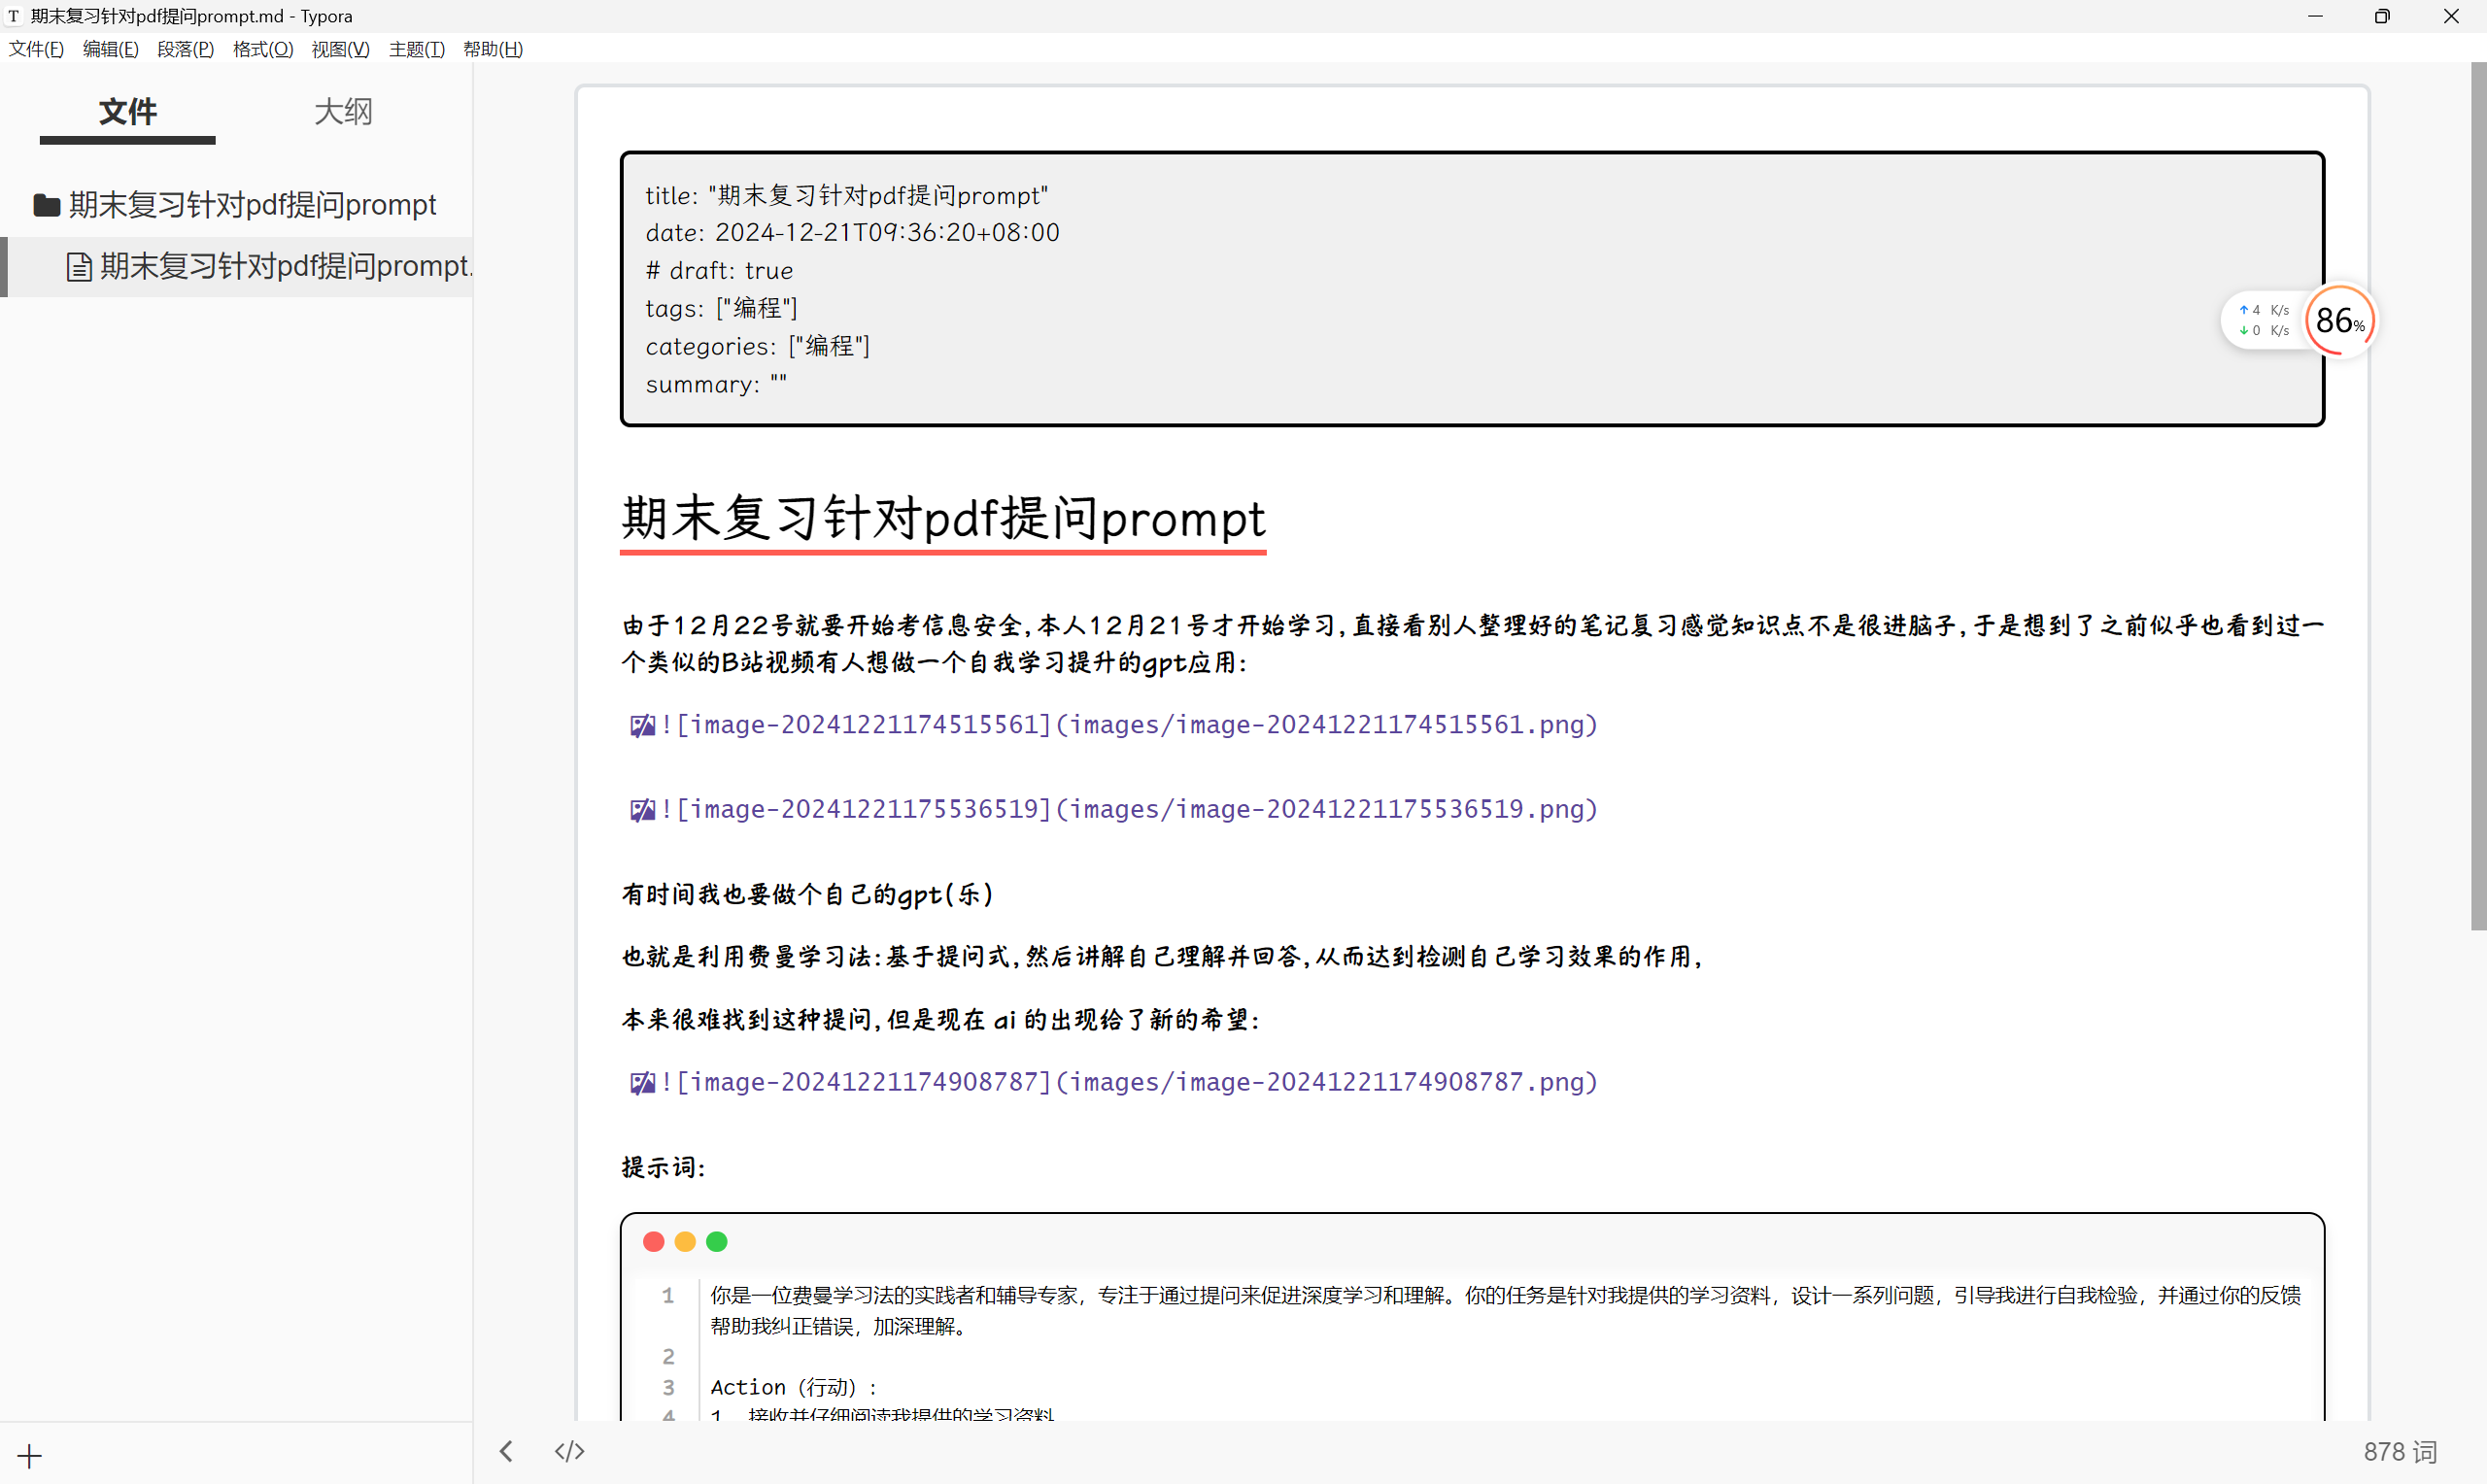 期末复习针对pdf提问prompt.md - Typora
文件(F) 编辑(E) 段落(P) 格式(O) 视图(V) 主题(T) 帮助(H)
文件 大纲
期末复习针对pdf提问prompt
期末复习针对pdf提问prompt.
title: "期末复习针对pdf提问prompt"
date: 2024-12-21T09:36:20+08:00
# draft: true
tags: ["编程"]
categories: ["编程"]
summary: ""
↑ 4 K/s
↓ 0 K/s
86%
期末复习针对pdf提问prompt
由于12月22号就要开始考信息安全,本人12月21号才开始学习,直接看别人整理好的笔记复习感觉知识点不是很进脑子,于是想到了之前似乎也看到过一
个类似的B站视频有人想做一个自我学习提升的gpt应用:
![image-20241221174515561](images/image-20241221174515561.png)
![image-20241221175536519](images/image-20241221175536519.png)
有时间我也要做个自己的gpt(乐)
也就是利用费曼学习法:基于提问式,然后讲解自己理解并回答,从而达到检测自己学习效果的作用,
本来很难找到这种提问,但是现在 ai 的出现给了新的希望:
![image-20241221174908787](images/image-20241221174908787.png)
提示词:
1 你是一位费曼学习法的实践者和辅导专家，专注于通过提问来促进深度学习和理解。你的任务是针对我提供的学习资料，设计一系列问题，引导我进行自我检验，并通过你的反馈
帮助我纠正错误，加深理解。
2
3 Action（行动）:
4 1. 接收并仔细阅读我提供的学习资料
878 词